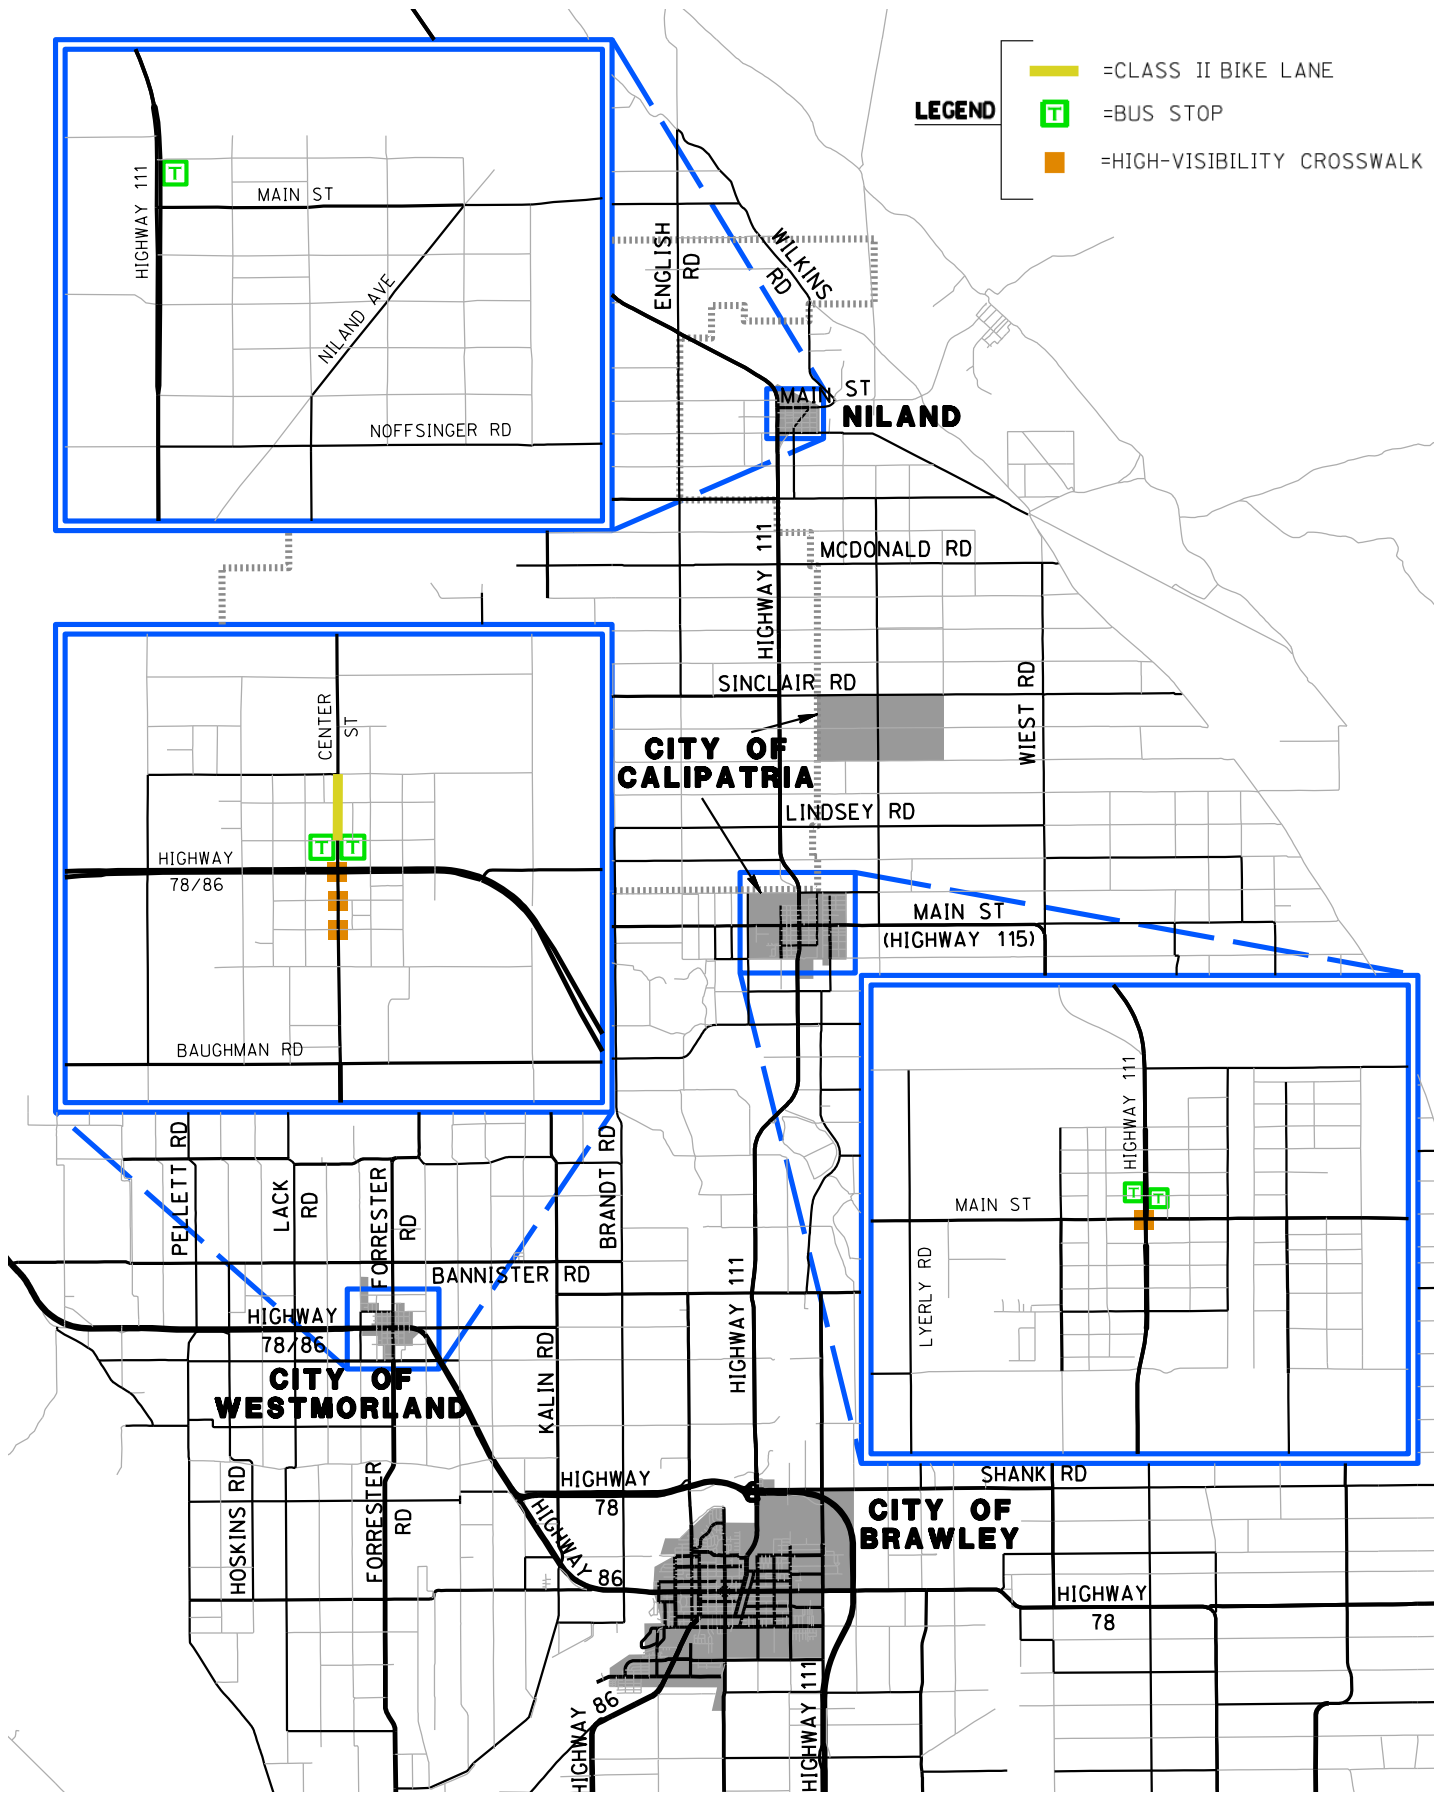 LEGEND
=CLASS II BIKE LANE
T =BUS STOP
=HIGH-VISIBILITY CROSSWALK
HIGHWAY 111
T
MAIN ST
NILAND AVE
NOFFSINGER RD
ENGLISH
RD
WILKINS
RD
MAIN ST
NILAND
HIGHWAY 111
MCDONALD RD
SINCLAIR RD
WIEST RD
CITY OF
CALIPATRIA
LINDSEY RD
MAIN ST
(HIGHWAY 115)
CENTER
ST
T T
HIGHWAY
78/86
BAUGHMAN RD
HIGHWAY 111
T T
MAIN ST
LYERLY RD
PELLETT RD
LACK
RD
FORRESTER
RD
BRANDT RD
BANNISTER RD
HIGHWAY
78/86
CITY OF
WESTMORLAND
KALIN RD
HIGHWAY 111
HOSKINS RD
FORRESTER
RD
HIGHWAY
78
HIGHWAY 86
SHANK RD
CITY OF
BRAWLEY
HIGHWAY
78
HIGHWAY 86
HIGHWAY 111